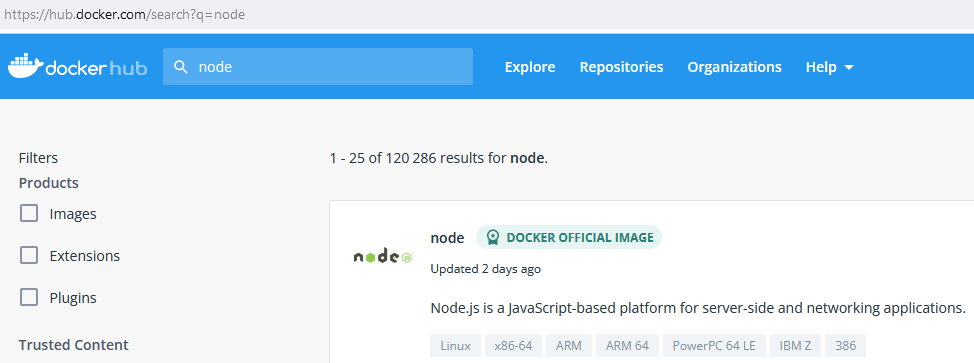 https://hub.docker.com/search?q=node
docker hub
node
Explore
Repositories
Organizations
Help
Filters
Products
Images
Extensions
Plugins
Trusted Content
1 - 25 of 120 286 results for node.
node
node
DOCKER OFFICIAL IMAGE
Updated 2 days ago
Node.js is a JavaScript-based platform for server-side and networking applications.
Linux
x86-64
ARM
ARM 64
PowerPC 64 LE
IBM Z
386